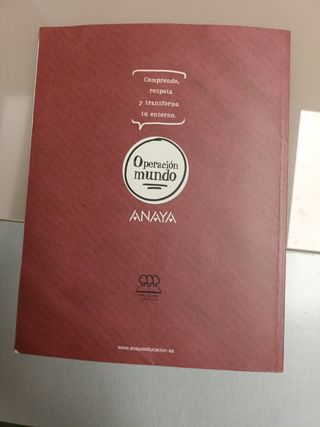 Comprende,
respeta
y transforma
tu entorno.
Operación
mundo
ANAYA
www.anayaeducacion.es